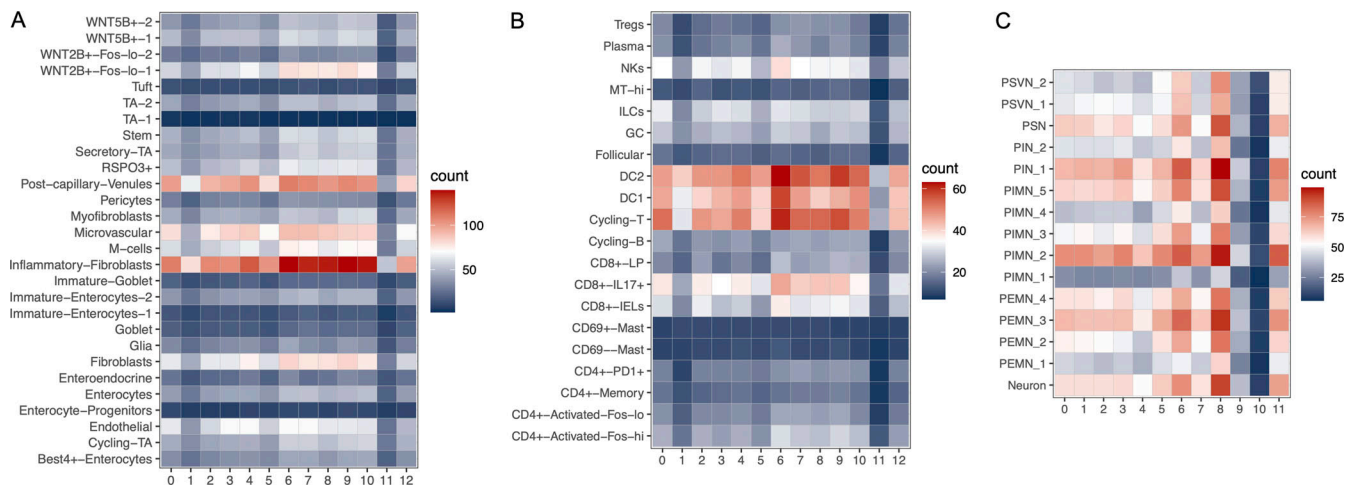 A
WNT5B+-2
WNT5B+-1
WNT2B+-Fos-lo-2
WNT2B+-Fos-lo-1
Tuft
TA-2
TA-1
Stem
Secretory-TA
RSPO3+
Post-capillary-Venules
Pericytes
Myofibroblasts
Microvascular
M-cells
Inflammatory-Fibroblasts
Immature-Goblet
Immature-Enterocytes-2
Immature-Enterocytes-1
Goblet
Glia
Fibroblasts
Enteroendocrine
Enterocytes
Enterocyte-Progenitors
Endothelial
Cycling-TA
Best4+-Enterocytes
0 1 2 3 4 5 6 7 8 9 10 11 12
count
100
50
B
Tregs
Plasma
NKs
MT-hi
ILCs
GC
Follicular
DC2
DC1
Cycling-T
Cycling-B
CD8+-LP
CD8+-IL17+
CD8+-IELs
CD69+-Mast
CD69--Mast
CD4+-PD1+
CD4+-Memory
CD4+-Activated-Fos-lo
CD4+-Activated-Fos-hi
0 1 2 3 4 5 6 7 8 9 10 11 12
count
60
40
20
C
PSVN_2
PSVN_1
PSN
PIN_2
PIN_1
PIMN_5
PIMN_4
PIMN_3
PIMN_2
PIMN_1
PEMN_4
PEMN_3
PEMN_2
PEMN_1
Neuron
0 1 2 3 4 5 6 7 8 9 10 11
count
100
75
50
25